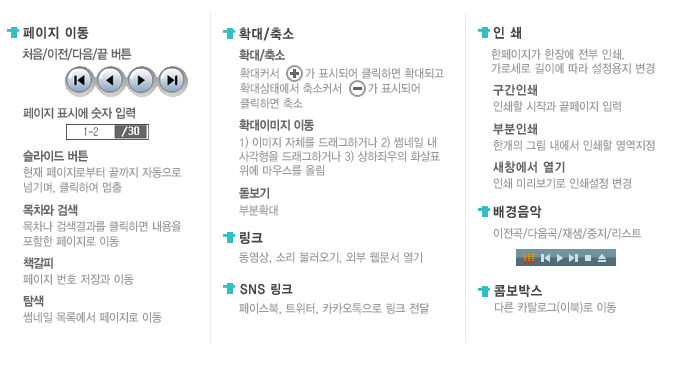 페이지 이동
처음/이전/다음/끝 버튼
페이지 표시에 숫자 입력
1-2 /30
슬라이드 버튼
현재 페이지로부터 끝까지 자동으로
넘기며, 클릭하여 멈춤
목차와 검색
목차나 검색결과를 클릭하면 내용을
포함한 페이지로 이동
책갈피
페이지 번호 저장과 이동
탐색
썸네일 목록에서 페이지로 이동
확대/축소
확대/축소
확대커서 가 표시되어 클릭하면 확대되고
확대상태에서 축소커서 가 표시되어
클릭하면 축소
확대이미지 이동
1) 이미지 자체를 드래그하거나 2) 썸네일 내
사각형을 드래그하거나 3) 상하좌우의 화살표
위에 마우스를 올림
돋보기
부분확대
링크
동영상, 소리 불러오기, 외부 웹문서 열기
SNS 링크
페이스북, 트위터, 카카오톡으로 링크 전달
인 쇄
한페이지가 한장에 전부 인쇄,
가로세로 길이에 따라 설정용지 변경
구간인쇄
인쇄할 시작과 끝페이지 입력
부분인쇄
한개의 그림 내에서 인쇄할 영역지정
새창에서 열기
인쇄 미리보기로 인쇄설정 변경
배경음악
이전곡/다음곡/재생/중지/리스트
콤보박스
다른 카탈로그(이북)로 이동